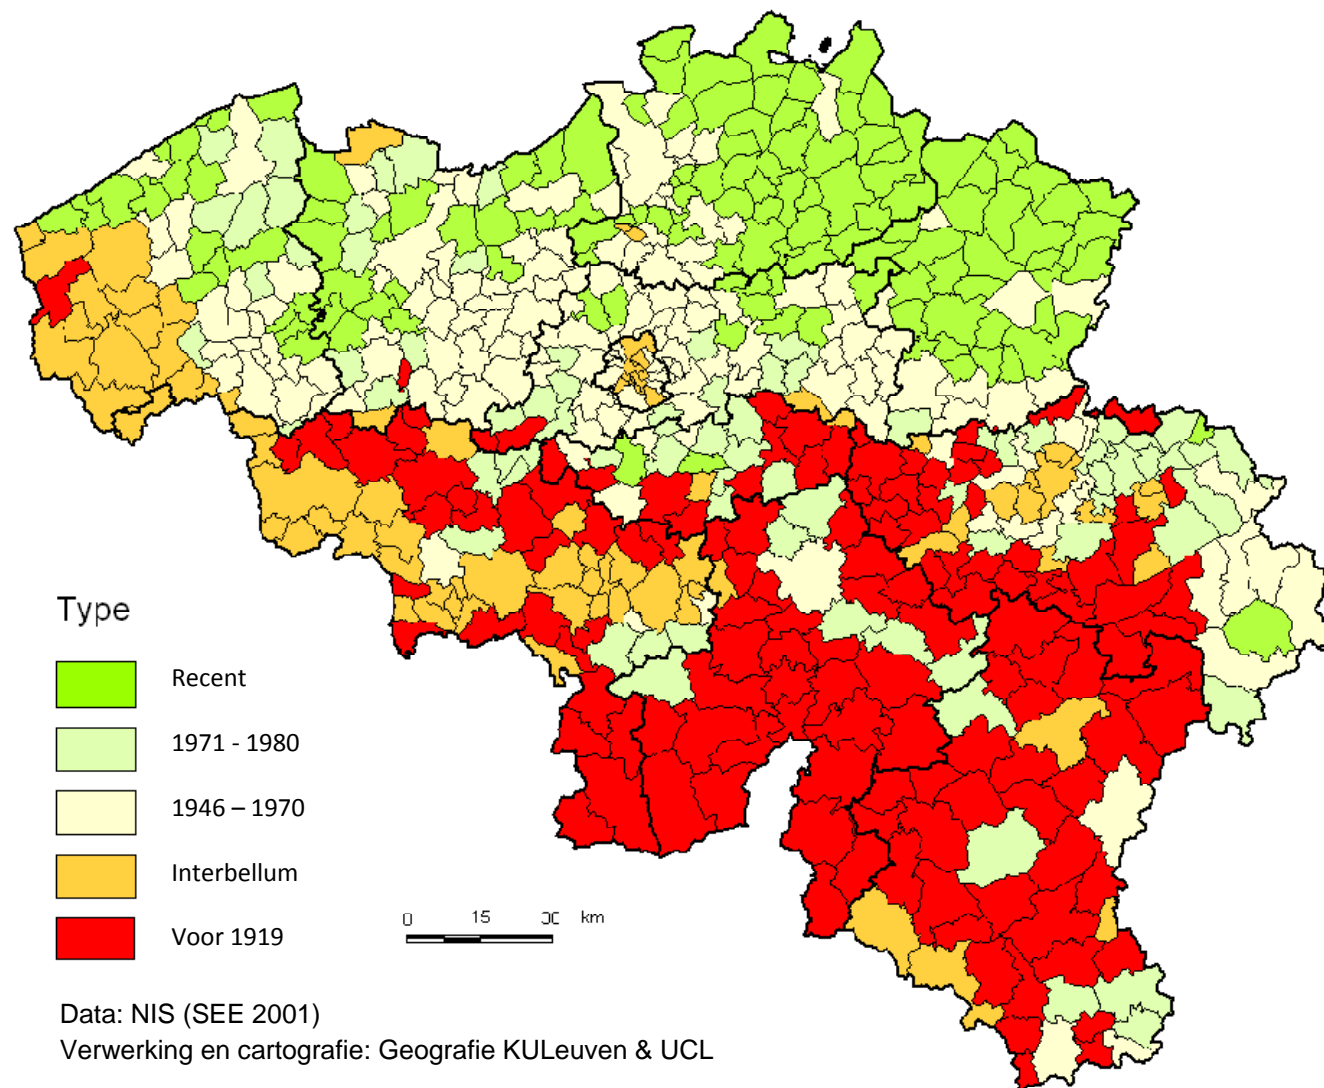 Type
Recent
1971 - 1980
1946 – 1970
Interbellum
Voor 1919
0 15 30 km
Data: NIS (SEE 2001)
Verwerking en cartografie: Geografie KULeuven & UCL